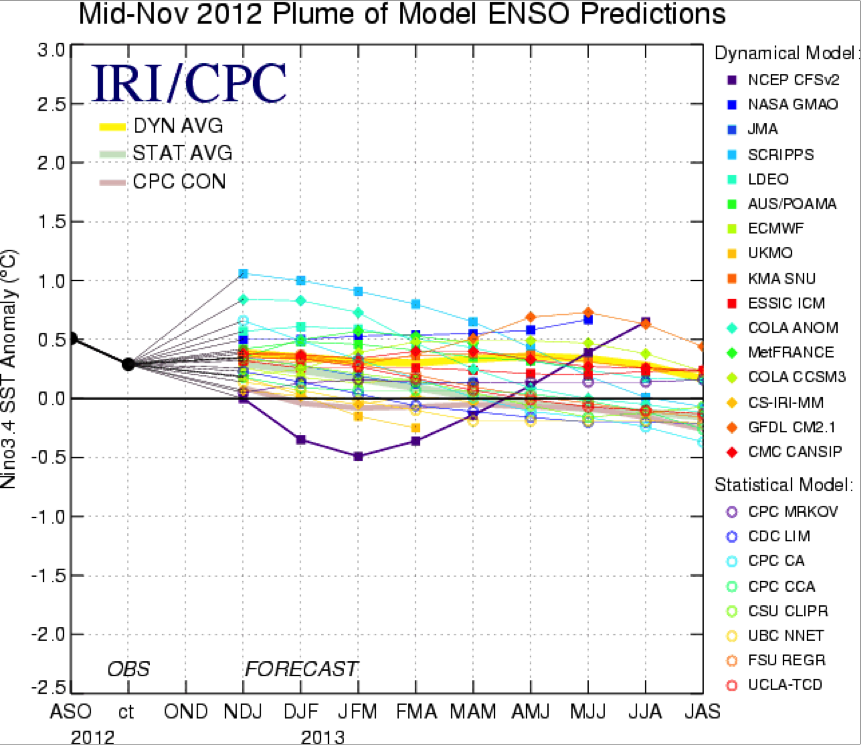 Mid-Nov 2012 Plume of Model ENSO Predictions
IRI/CPC
DYN AVG
STAT AVG
CPC CON
Nino3.4 SST Anomaly (°C)
3.0
2.5
2.0
1.5
1.0
0.5
0.0
-0.5
-1.0
-1.5
-2.0
-2.5
OBS FORECAST
ASO ct OND NDJ DJF JFM FMA MAM AMJ MJJ JJA JAS
2012 2013
Dynamical Model:
NCEP CFSv2
NASA GMAO
JMA
SCRIPPS
LDEO
AUS/POAMA
ECMWF
UKMO
KMA SNU
ESSIC ICM
COLA ANOM
MetFRANCE
COLA CCSM3
CS-IRI-MM
GFDL CM2.1
CMC CANSIP
Statistical Model:
CPC MRKOV
CDC LIM
CPC CA
CPC CCA
CSU CLIPR
UBC NNET
FSU REGR
UCLA-TCD